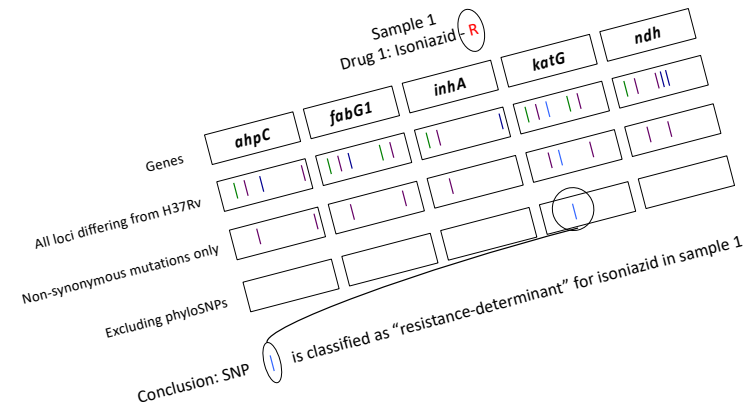 Sample 1
Drug 1: Isoniazid - R
Genes
ahpC
fabG1
inhA
katG
ndh
All loci differing from H37Rv
Non-synonymous mutations only
Excluding phyloSNPs
Conclusion: SNP is classified as “resistance-determinant” for isoniazid in sample 1